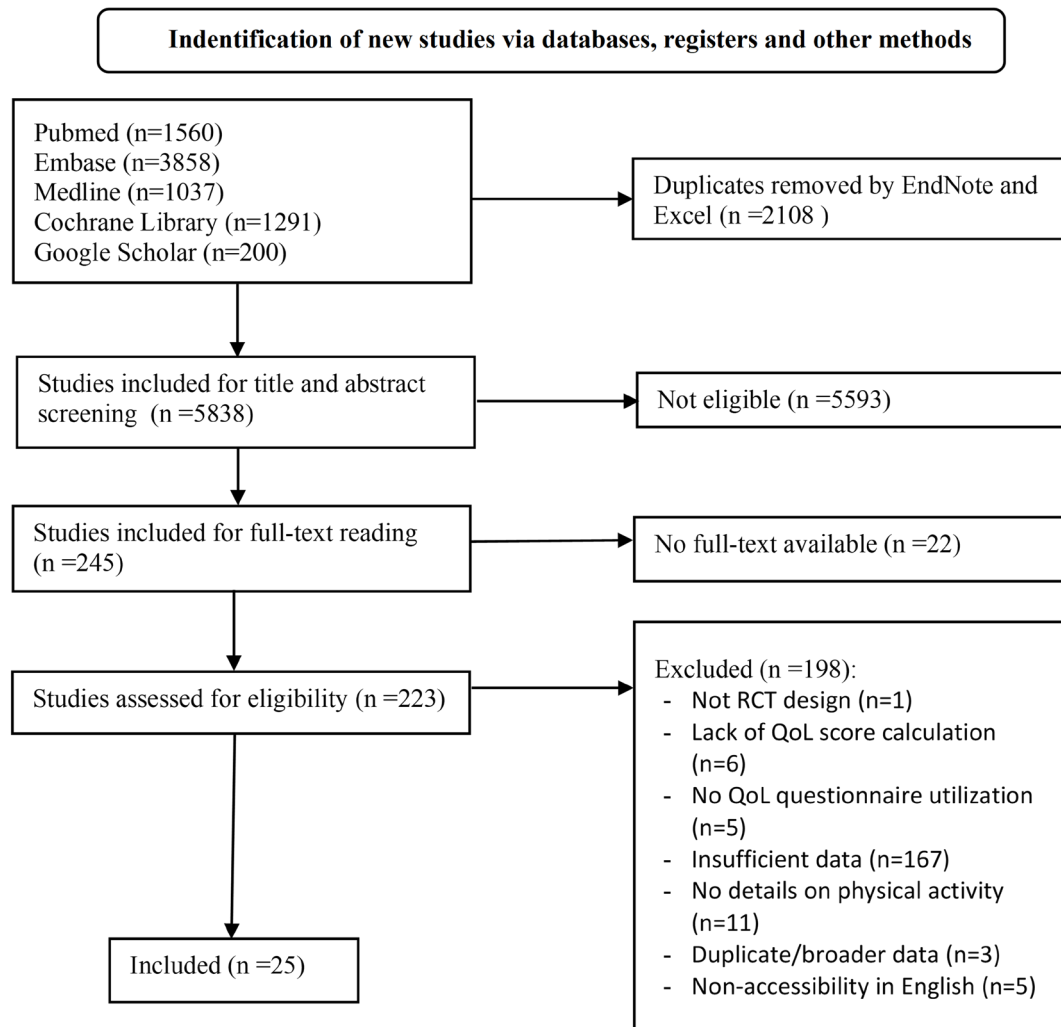 Indentification of new studies via databases, registers and other methods
Pubmed (n=1560)
Embase (n=3858)
Medline (n=1037)
Cochrane Library (n=1291)
Google Scholar (n=200)
Duplicates removed by EndNote and
Excel (n =2108 )
Studies included for title and abstract
screening (n =5838)
Not eligible (n =5593)
Studies included for full-text reading
(n =245)
No full-text available (n =22)
Studies assessed for eligibility (n =223)
Excluded (n =198):
- Not RCT design (n=1)
- Lack of QoL score calculation
(n=6)
- No QoL questionnaire utilization
(n=5)
- Insufficient data (n=167)
- No details on physical activity
(n=11)
- Duplicate/broader data (n=3)
- Non-accessibility in English (n=5)
Included (n =25)